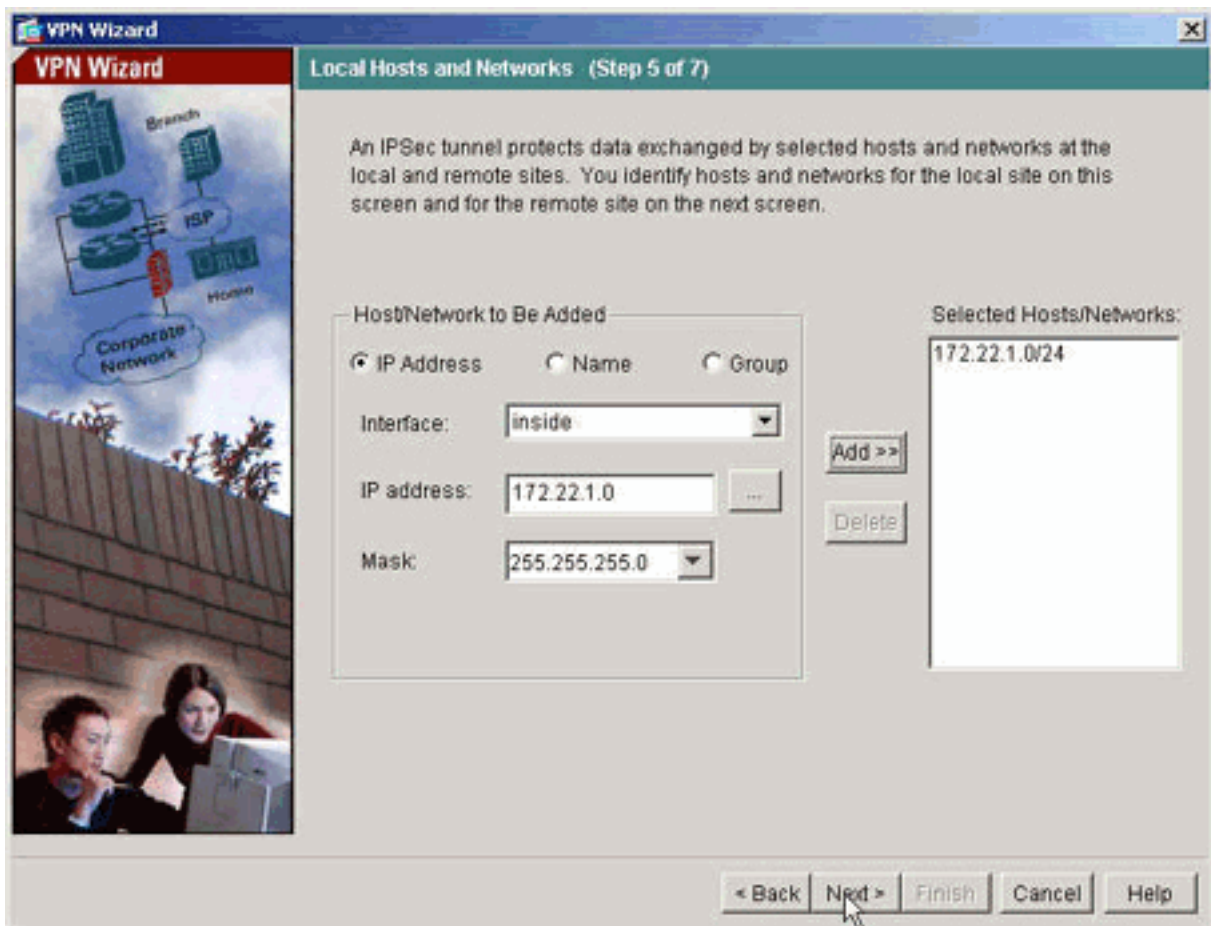 VPN Wizard
VPN Wizard
Local Hosts and Networks (Step 5 of 7)
Branch
ISP
Home
Corporate
Network
An IPSec tunnel protects data exchanged by selected hosts and networks at the
local and remote sites. You identify hosts and networks for the local site on this
screen and for the remote site on the next screen.
Host/Network to Be Added
IP Address
Name
Group
Interface:
inside
IP address:
172.22.1.0
...
Mask:
255.255.255.0
Add >>
Delete
Selected Hosts/Networks:
172.22.1.0/24
< Back
Next >
Finish
Cancel
Help